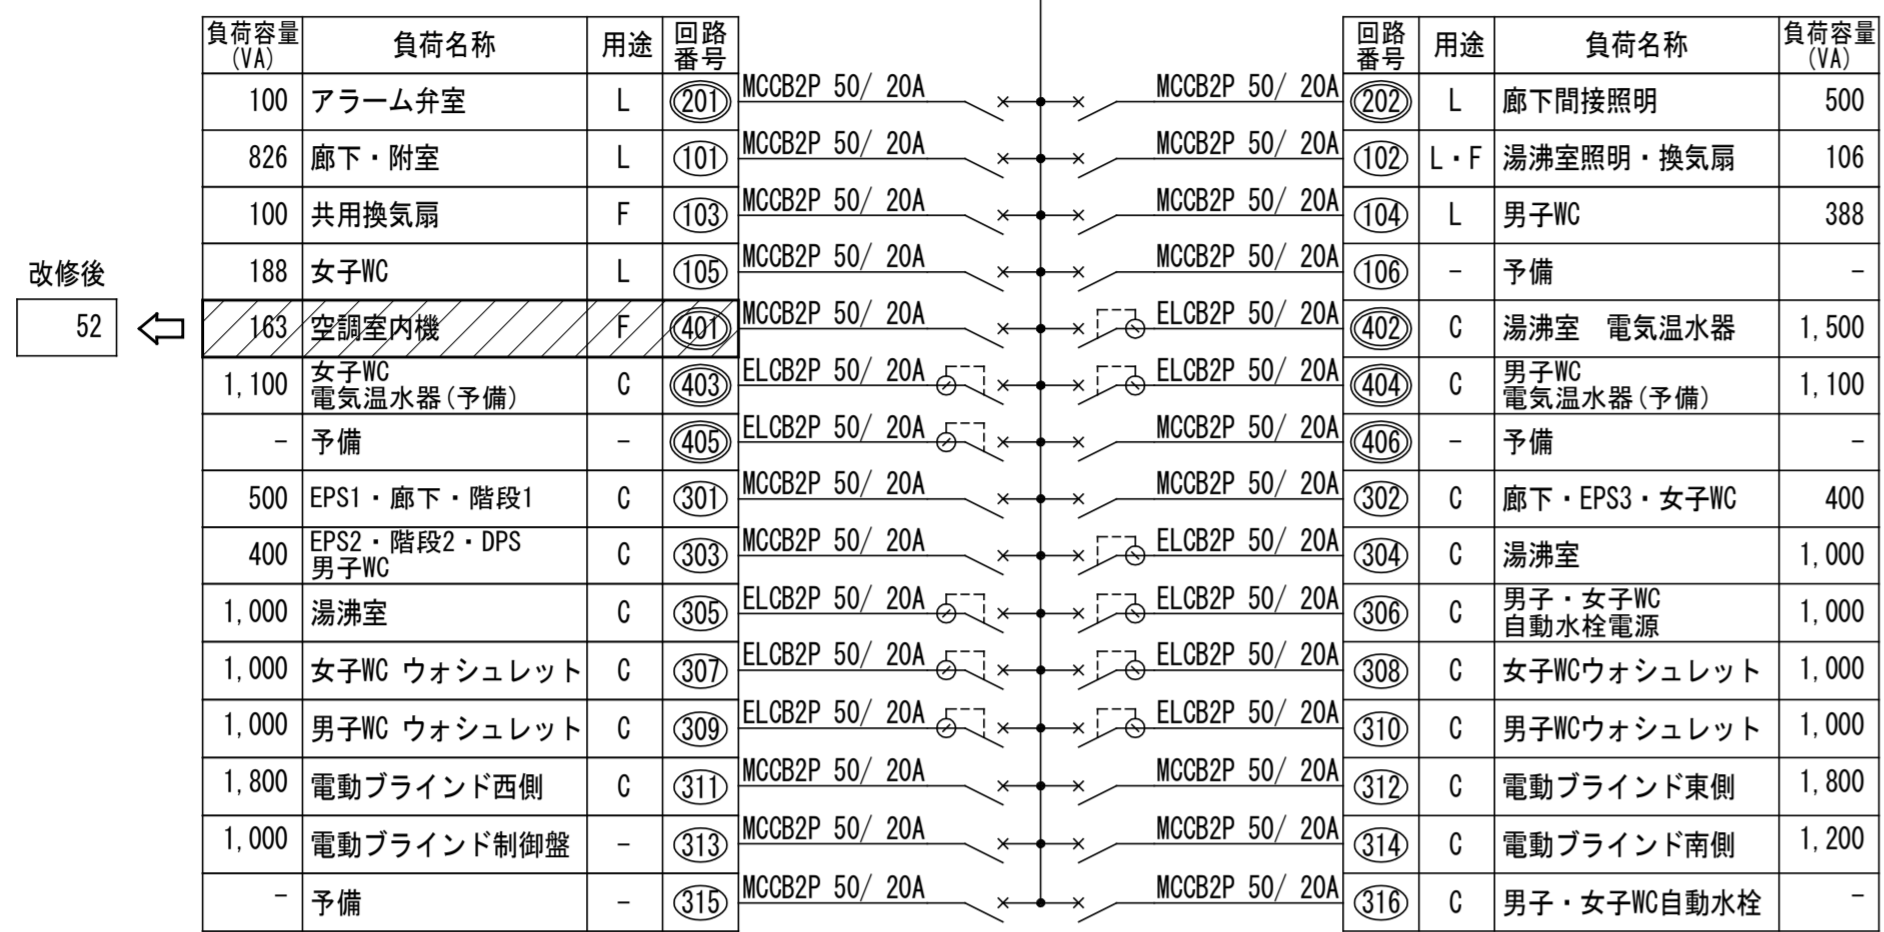 負荷容量(VA) 負荷名称 用途 回路番号 回路番号 用途 負荷名称 負荷容量(VA)
100 アラーム弁室 L 201 MCCB2P 50/ 20A MCCB2P 50/ 20A 202 L 廊下間接照明 500
826 廊下・附室 L 101 MCCB2P 50/ 20A MCCB2P 50/ 20A 102 L・F 湯沸室照明・換気扇 106
100 共用換気扇 F 103 MCCB2P 50/ 20A MCCB2P 50/ 20A 104 L 男子WC 388
改修後
188 女子WC L 105 MCCB2P 50/ 20A MCCB2P 50/ 20A 106 - 予備 -
52 163 空調室内機 F 401 MCCB2P 50/ 20A ELCB2P 50/ 20A 402 C 湯沸室 電気温水器 1,500
1,100 女子WC 電気温水器(予備) C 403 ELCB2P 50/ 20A ELCB2P 50/ 20A 404 C 男子WC 電気温水器(予備) 1,100
- 予備 - 405 ELCB2P 50/ 20A MCCB2P 50/ 20A 406 - 予備 -
500 EPS1・廊下・階段1 C 301 MCCB2P 50/ 20A MCCB2P 50/ 20A 302 C 廊下・EPS3・女子WC 400
400 EPS2・階段2・DPS 男子WC C 303 MCCB2P 50/ 20A ELCB2P 50/ 20A 304 C 湯沸室 1,000
1,000 湯沸室 C 305 ELCB2P 50/ 20A ELCB2P 50/ 20A 306 C 男子・女子WC 自動水栓電源 1,000
1,000 女子WC ウォシュレット C 307 ELCB2P 50/ 20A ELCB2P 50/ 20A 308 C 女子WCウォシュレット 1,000
1,000 男子WC ウォシュレット C 309 ELCB2P 50/ 20A ELCB2P 50/ 20A 310 C 男子WCウォシュレット 1,000
1,800 電動ブラインド西側 C 311 MCCB2P 50/ 20A MCCB2P 50/ 20A 312 C 電動ブラインド東側 1,800
1,000 電動ブラインド制御盤 - 313 MCCB2P 50/ 20A MCCB2P 50/ 20A 314 C 電動ブラインド南側 1,200
- 予備 - 315 MCCB2P 50/ 20A MCCB2P 50/ 20A 316 C 男子・女子WC自動水栓 -